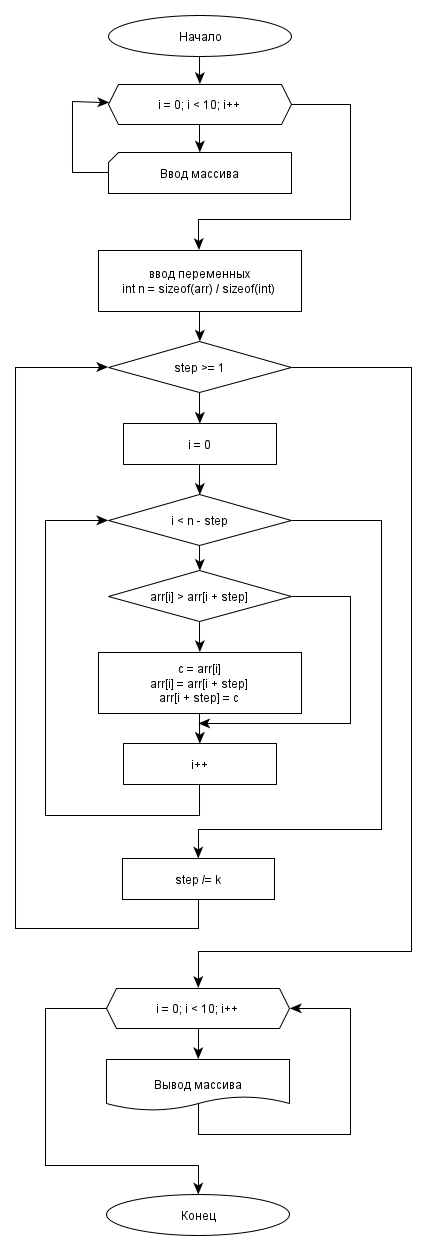 Начало
i = 0; i < 10; i++
Ввод массива
ввод переменных
int n = sizeof(arr) / sizeof(int)
step >= 1
i = 0
i < n - step
arr[i] > arr[i + step]
c = arr[i]
arr[i] = arr[i + step]
arr[i + step] = c
i++
step /= k
i = 0; i < 10; i++
Вывод массива
Конец